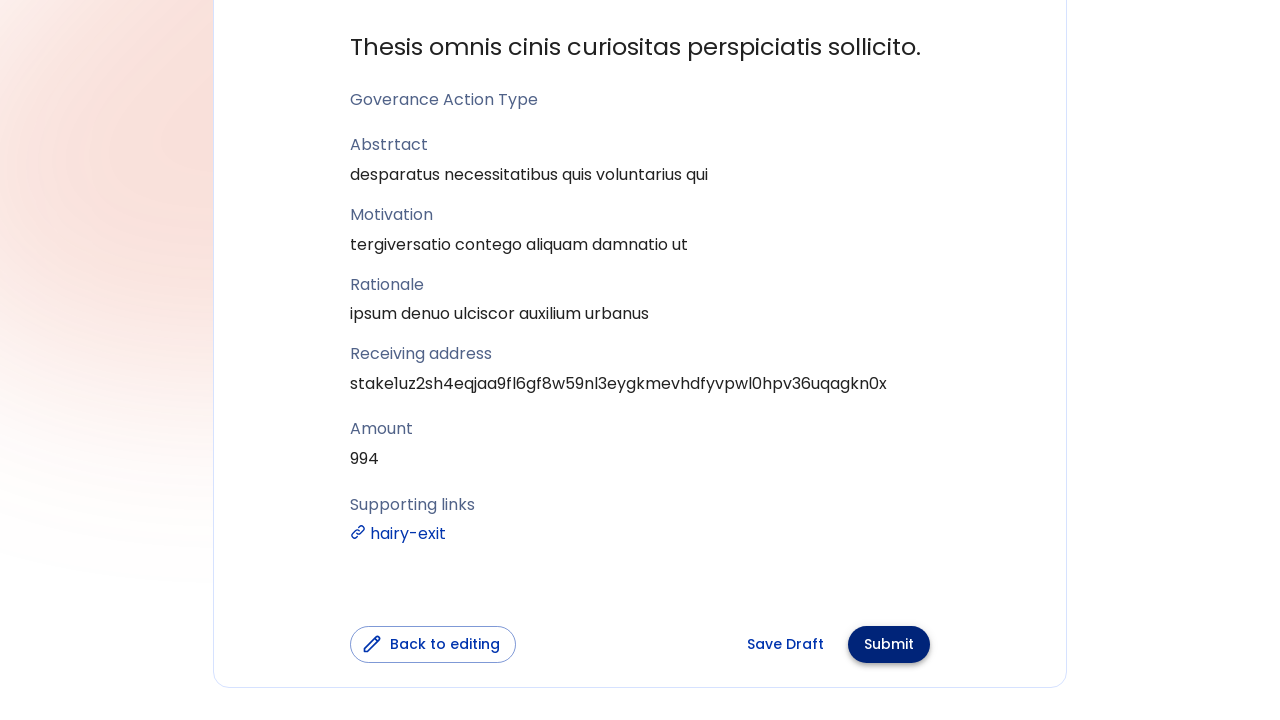 Thesis omnis cinis curiositas perspiciatis sollicito.
Goverance Action Type
Abstrtact
desparatus necessitatibus quis voluntarius qui
Motivation
tergiversatio contego aliquam damnatio ut
Rationale
ipsum denuo ulciscor auxilium urbanus
Receiving address
stake1uz2sh4eqjaa9fl6gf8w59nl3eygkmevhdfyvpwl0hpv36uqagkn0x
Amount
994
Supporting links
hairy-exit
Back to editing
Save Draft
Submit